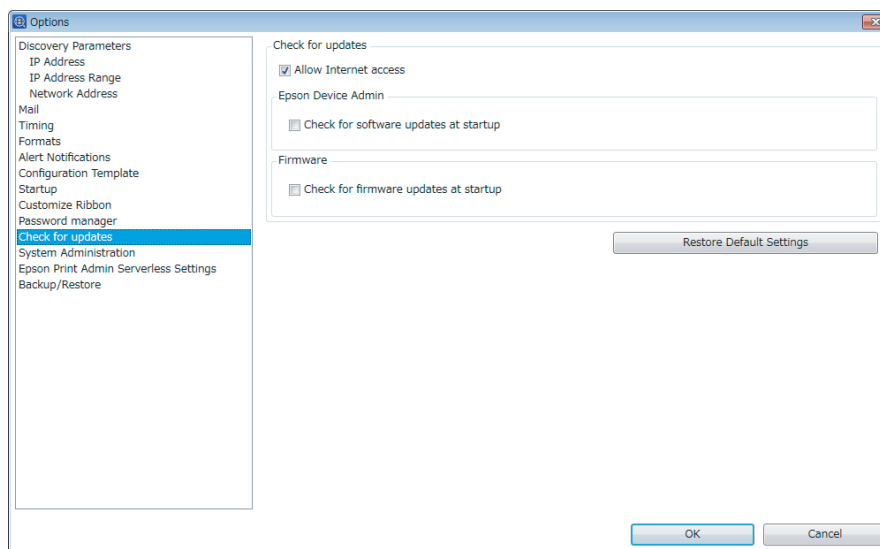 Options
Discovery Parameters
IP Address
IP Address Range
Network Address
Mail
Timing
Formats
Alert Notifications
Configuration Template
Startup
Customize Ribbon
Password manager
Check for updates
System Administration
Epson Print Admin Serverless Settings
Backup/Restore
Check for updates
Allow Internet access
Epson Device Admin
Check for software updates at startup
Firmware
Check for firmware updates at startup
Restore Default Settings
OK
Cancel